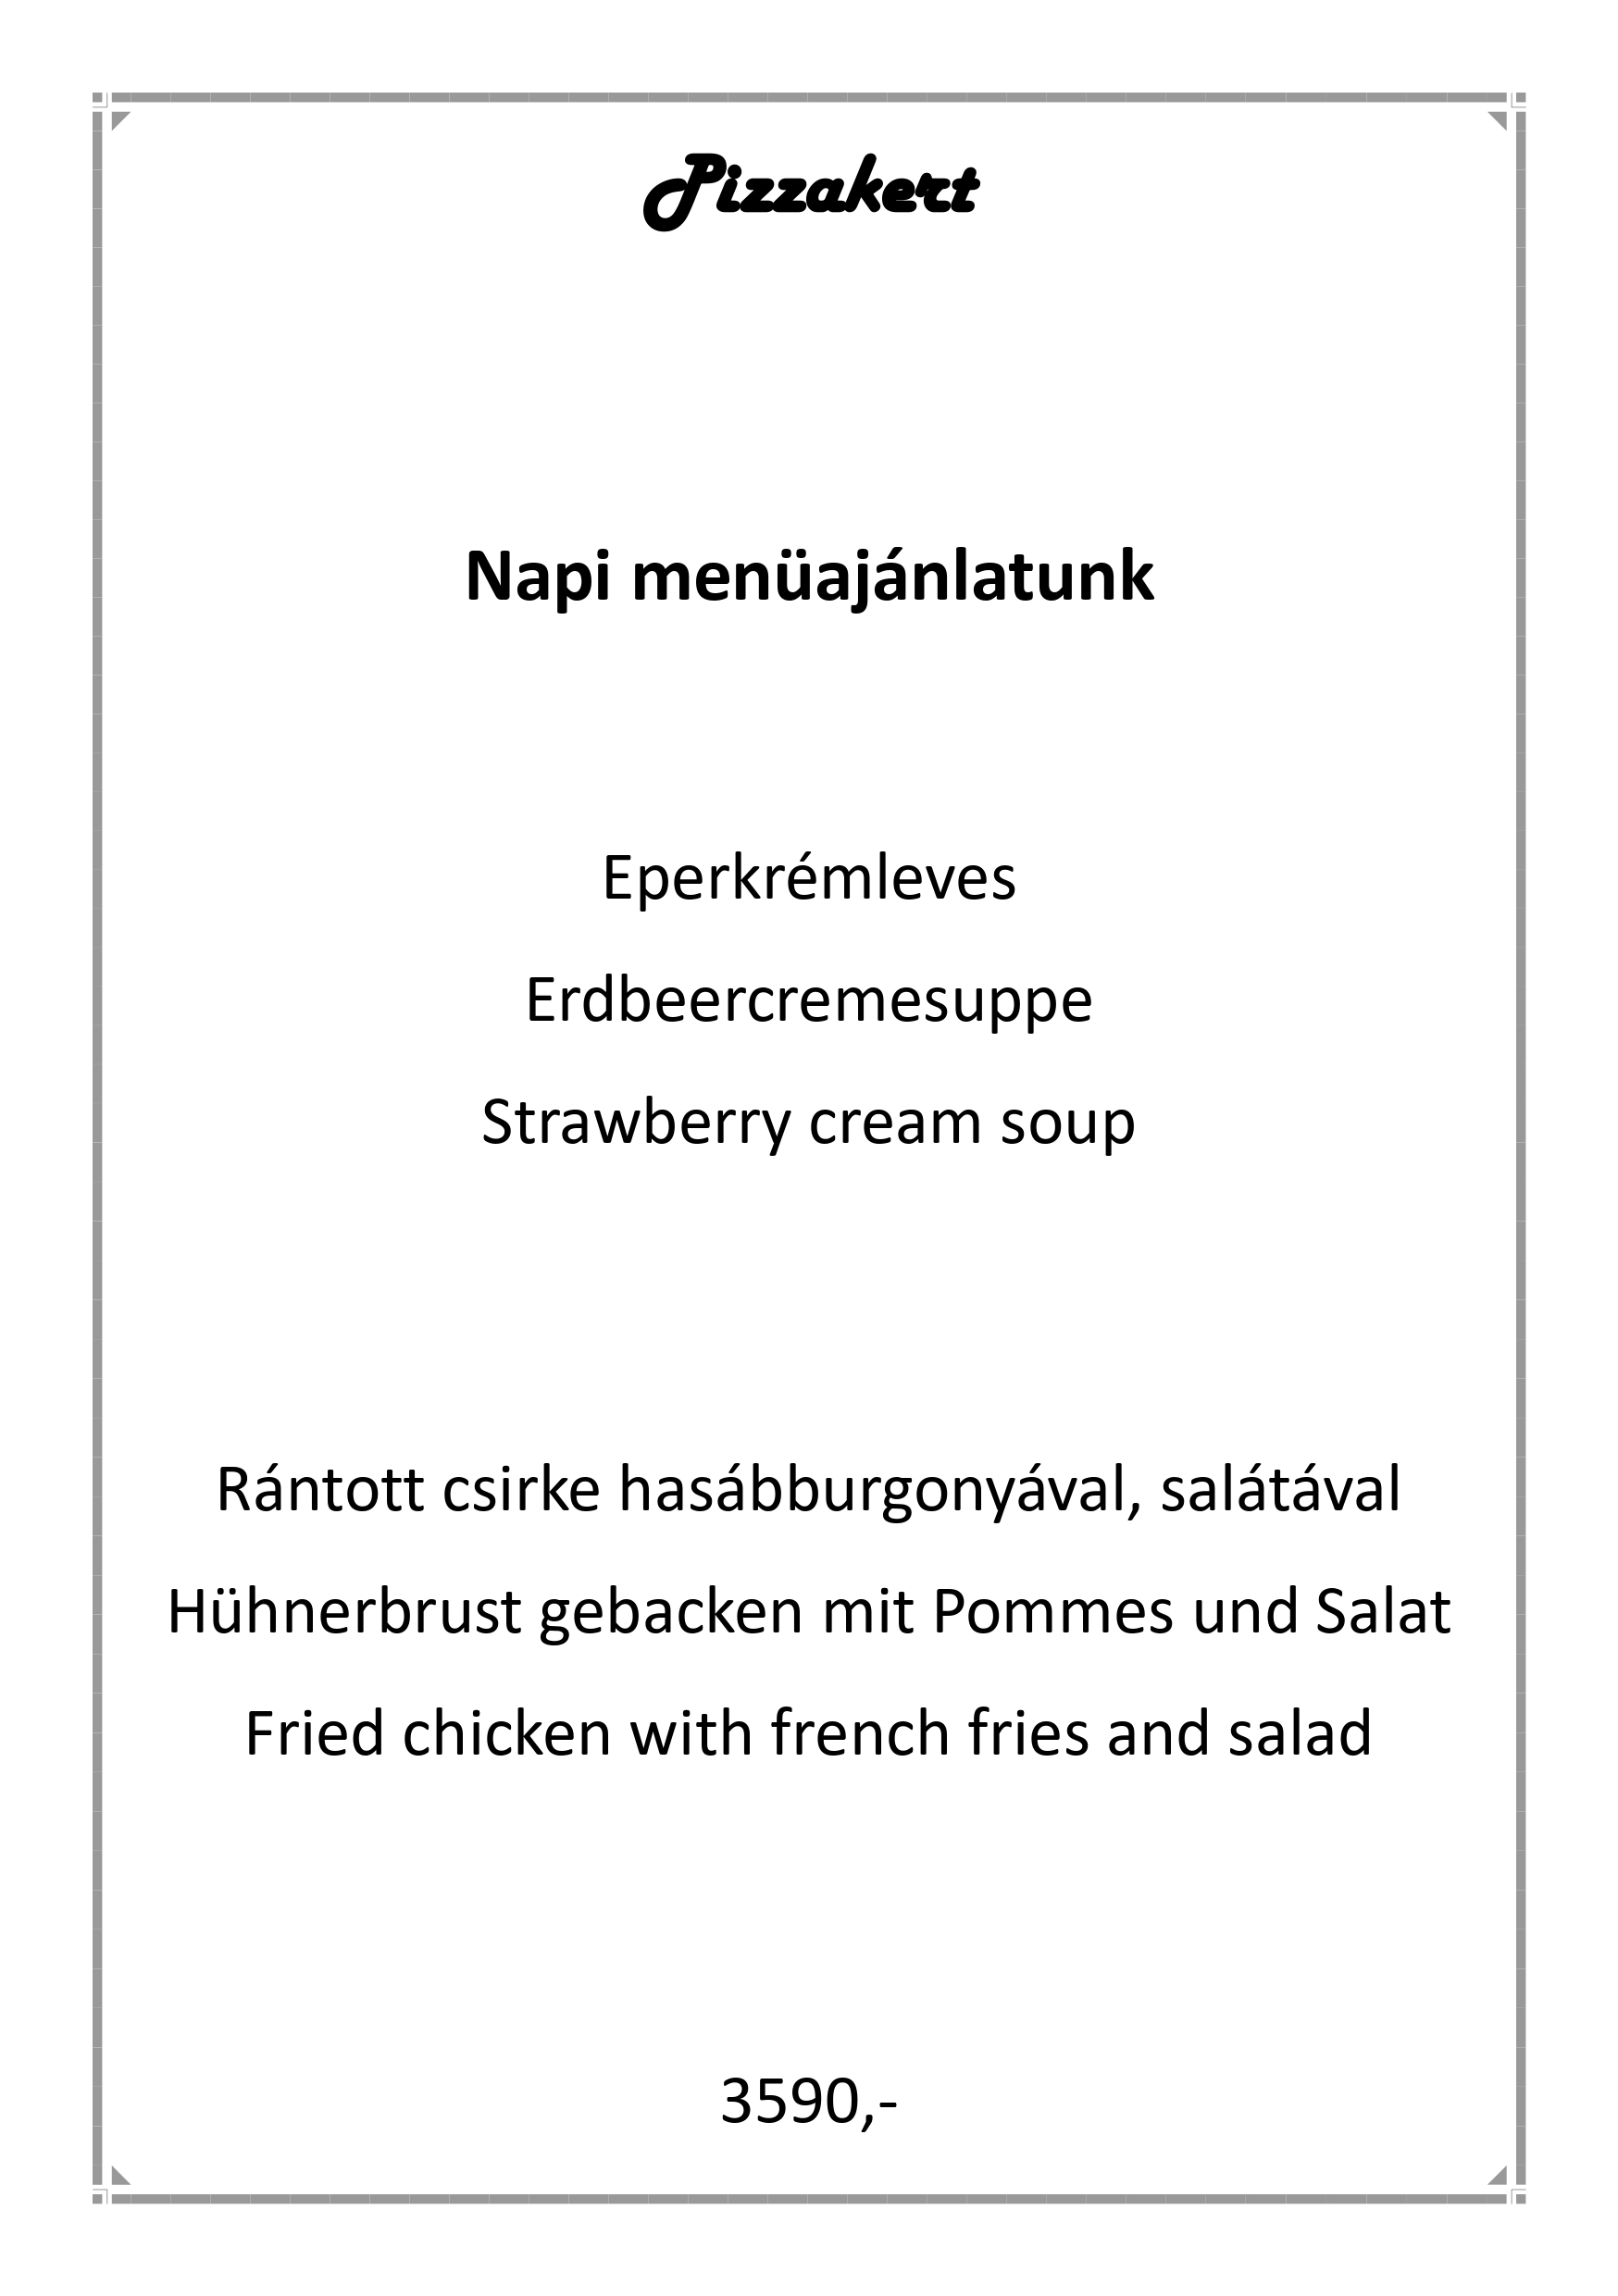 Pizzakert
Napi menüajánlatunk
Eperkrémleves
Erdbeercremesuppe
Strawberry cream soup
Rántott csirke hasábburgonyával, salátával
Hühnerbrust gebacken mit Pommes und Salat
Fried chicken with french fries and salad
3590,-